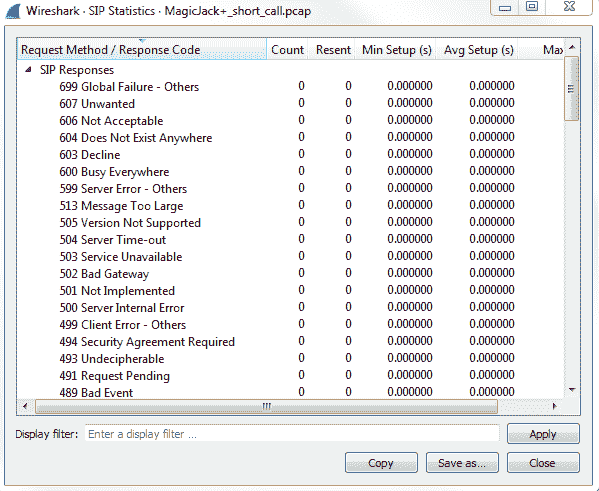 Wireshark · SIP Statistics · MagicJack+_short_call.pcap
Request Method / Response Code Count Resent Min Setup (s) Avg Setup (s) Max
SIP Responses
699 Global Failure - Others 0 0 0.000000 0.000000
607 Unwanted 0 0 0.000000 0.000000
606 Not Acceptable 0 0 0.000000 0.000000
604 Does Not Exist Anywhere 0 0 0.000000 0.000000
603 Decline 0 0 0.000000 0.000000
600 Busy Everywhere 0 0 0.000000 0.000000
599 Server Error - Others 0 0 0.000000 0.000000
513 Message Too Large 0 0 0.000000 0.000000
505 Version Not Supported 0 0 0.000000 0.000000
504 Server Time-out 0 0 0.000000 0.000000
503 Service Unavailable 0 0 0.000000 0.000000
502 Bad Gateway 0 0 0.000000 0.000000
501 Not Implemented 0 0 0.000000 0.000000
500 Server Internal Error 0 0 0.000000 0.000000
499 Client Error - Others 0 0 0.000000 0.000000
494 Security Agreement Required 0 0 0.000000 0.000000
493 Undecipherable 0 0 0.000000 0.000000
491 Request Pending 0 0 0.000000 0.000000
489 Bad Event 0 0 0.000000 0.000000
Display filter: Enter a display filter ... Apply
Copy Save as... Close